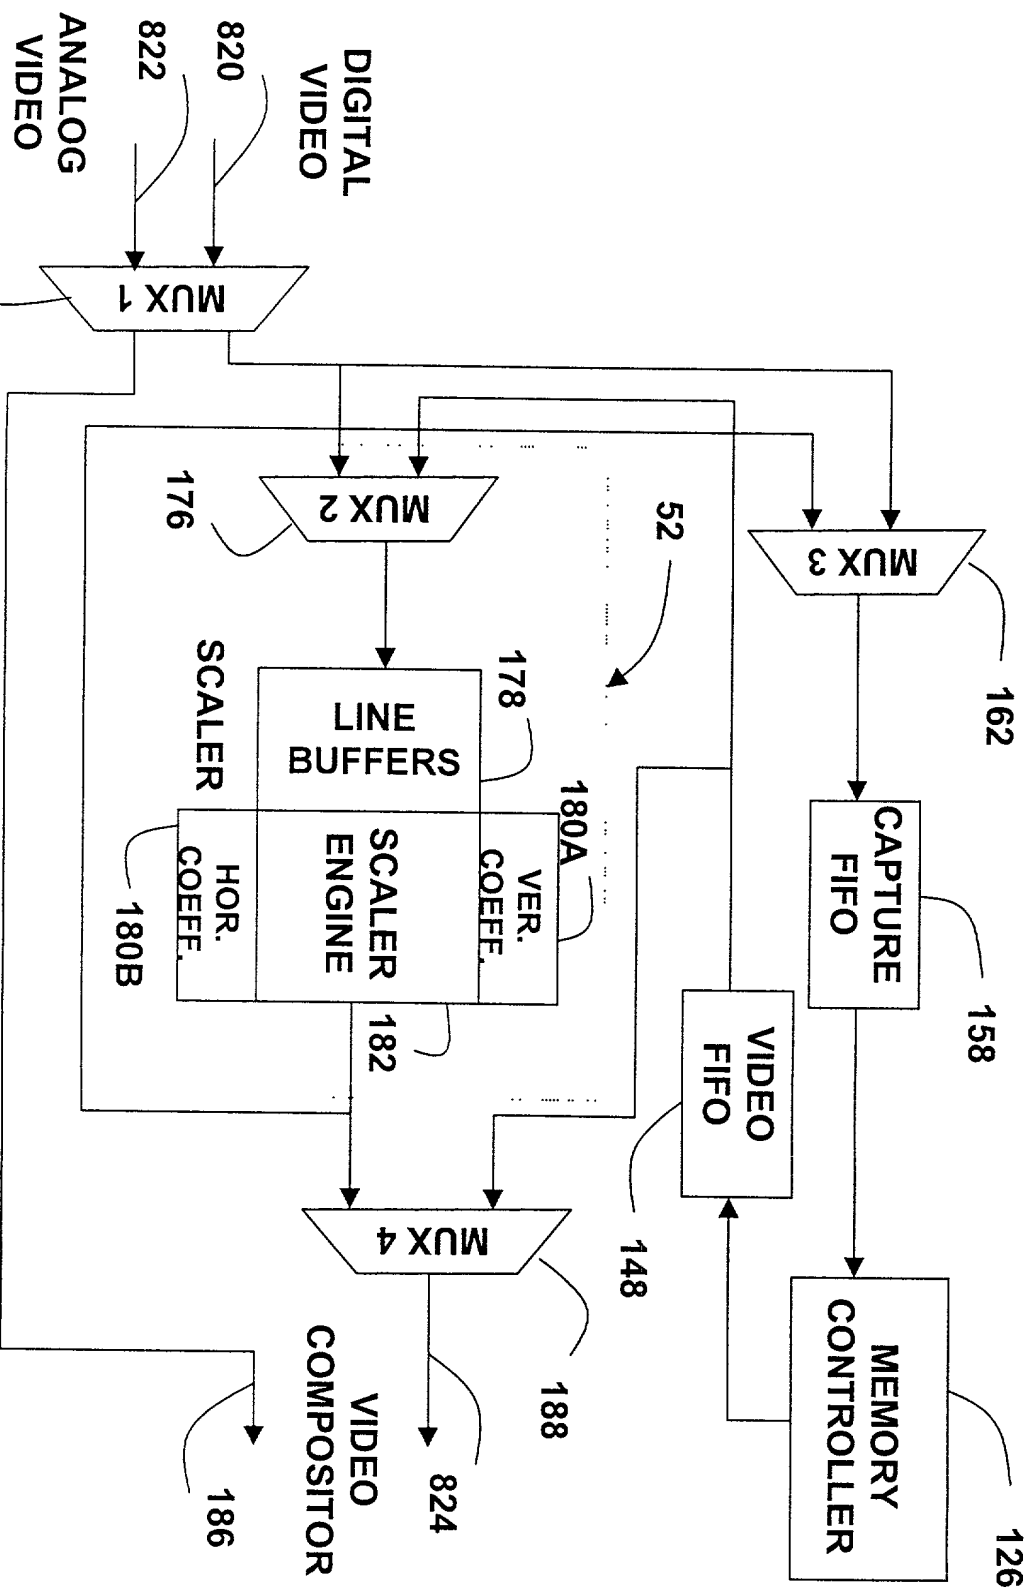 DIGITAL
VIDEO
820
822
ANALOG
VIDEO
MUX 1
MUX 2
176
52
MUX 3
162
SCALER
178
LINE
BUFFERS
180A
VER.
COEFF.
SCALER
ENGINE
HOR.
COEFF.
180B
182
CAPTURE
FIFO
158
VIDEO
FIFO
148
MUX 4
188
MEMORY
CONTROLLER
126
VIDEO
COMPOSITOR
824
186